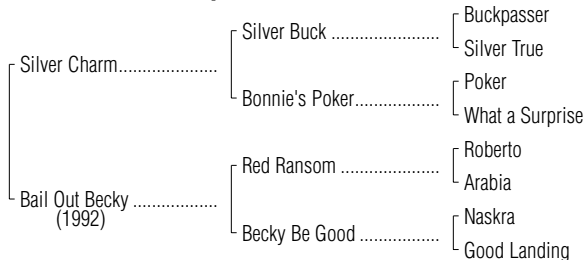 Buckpasser
Silver Buck ....................
Silver True
Silver Charm....................
Poker
Bonnie's Poker.................
What a Surprise
Roberto
Red Ransom ...................
Arabia
Bail Out Becky .................
(1992)
Naskra
Becky Be Good ................
Good Landing